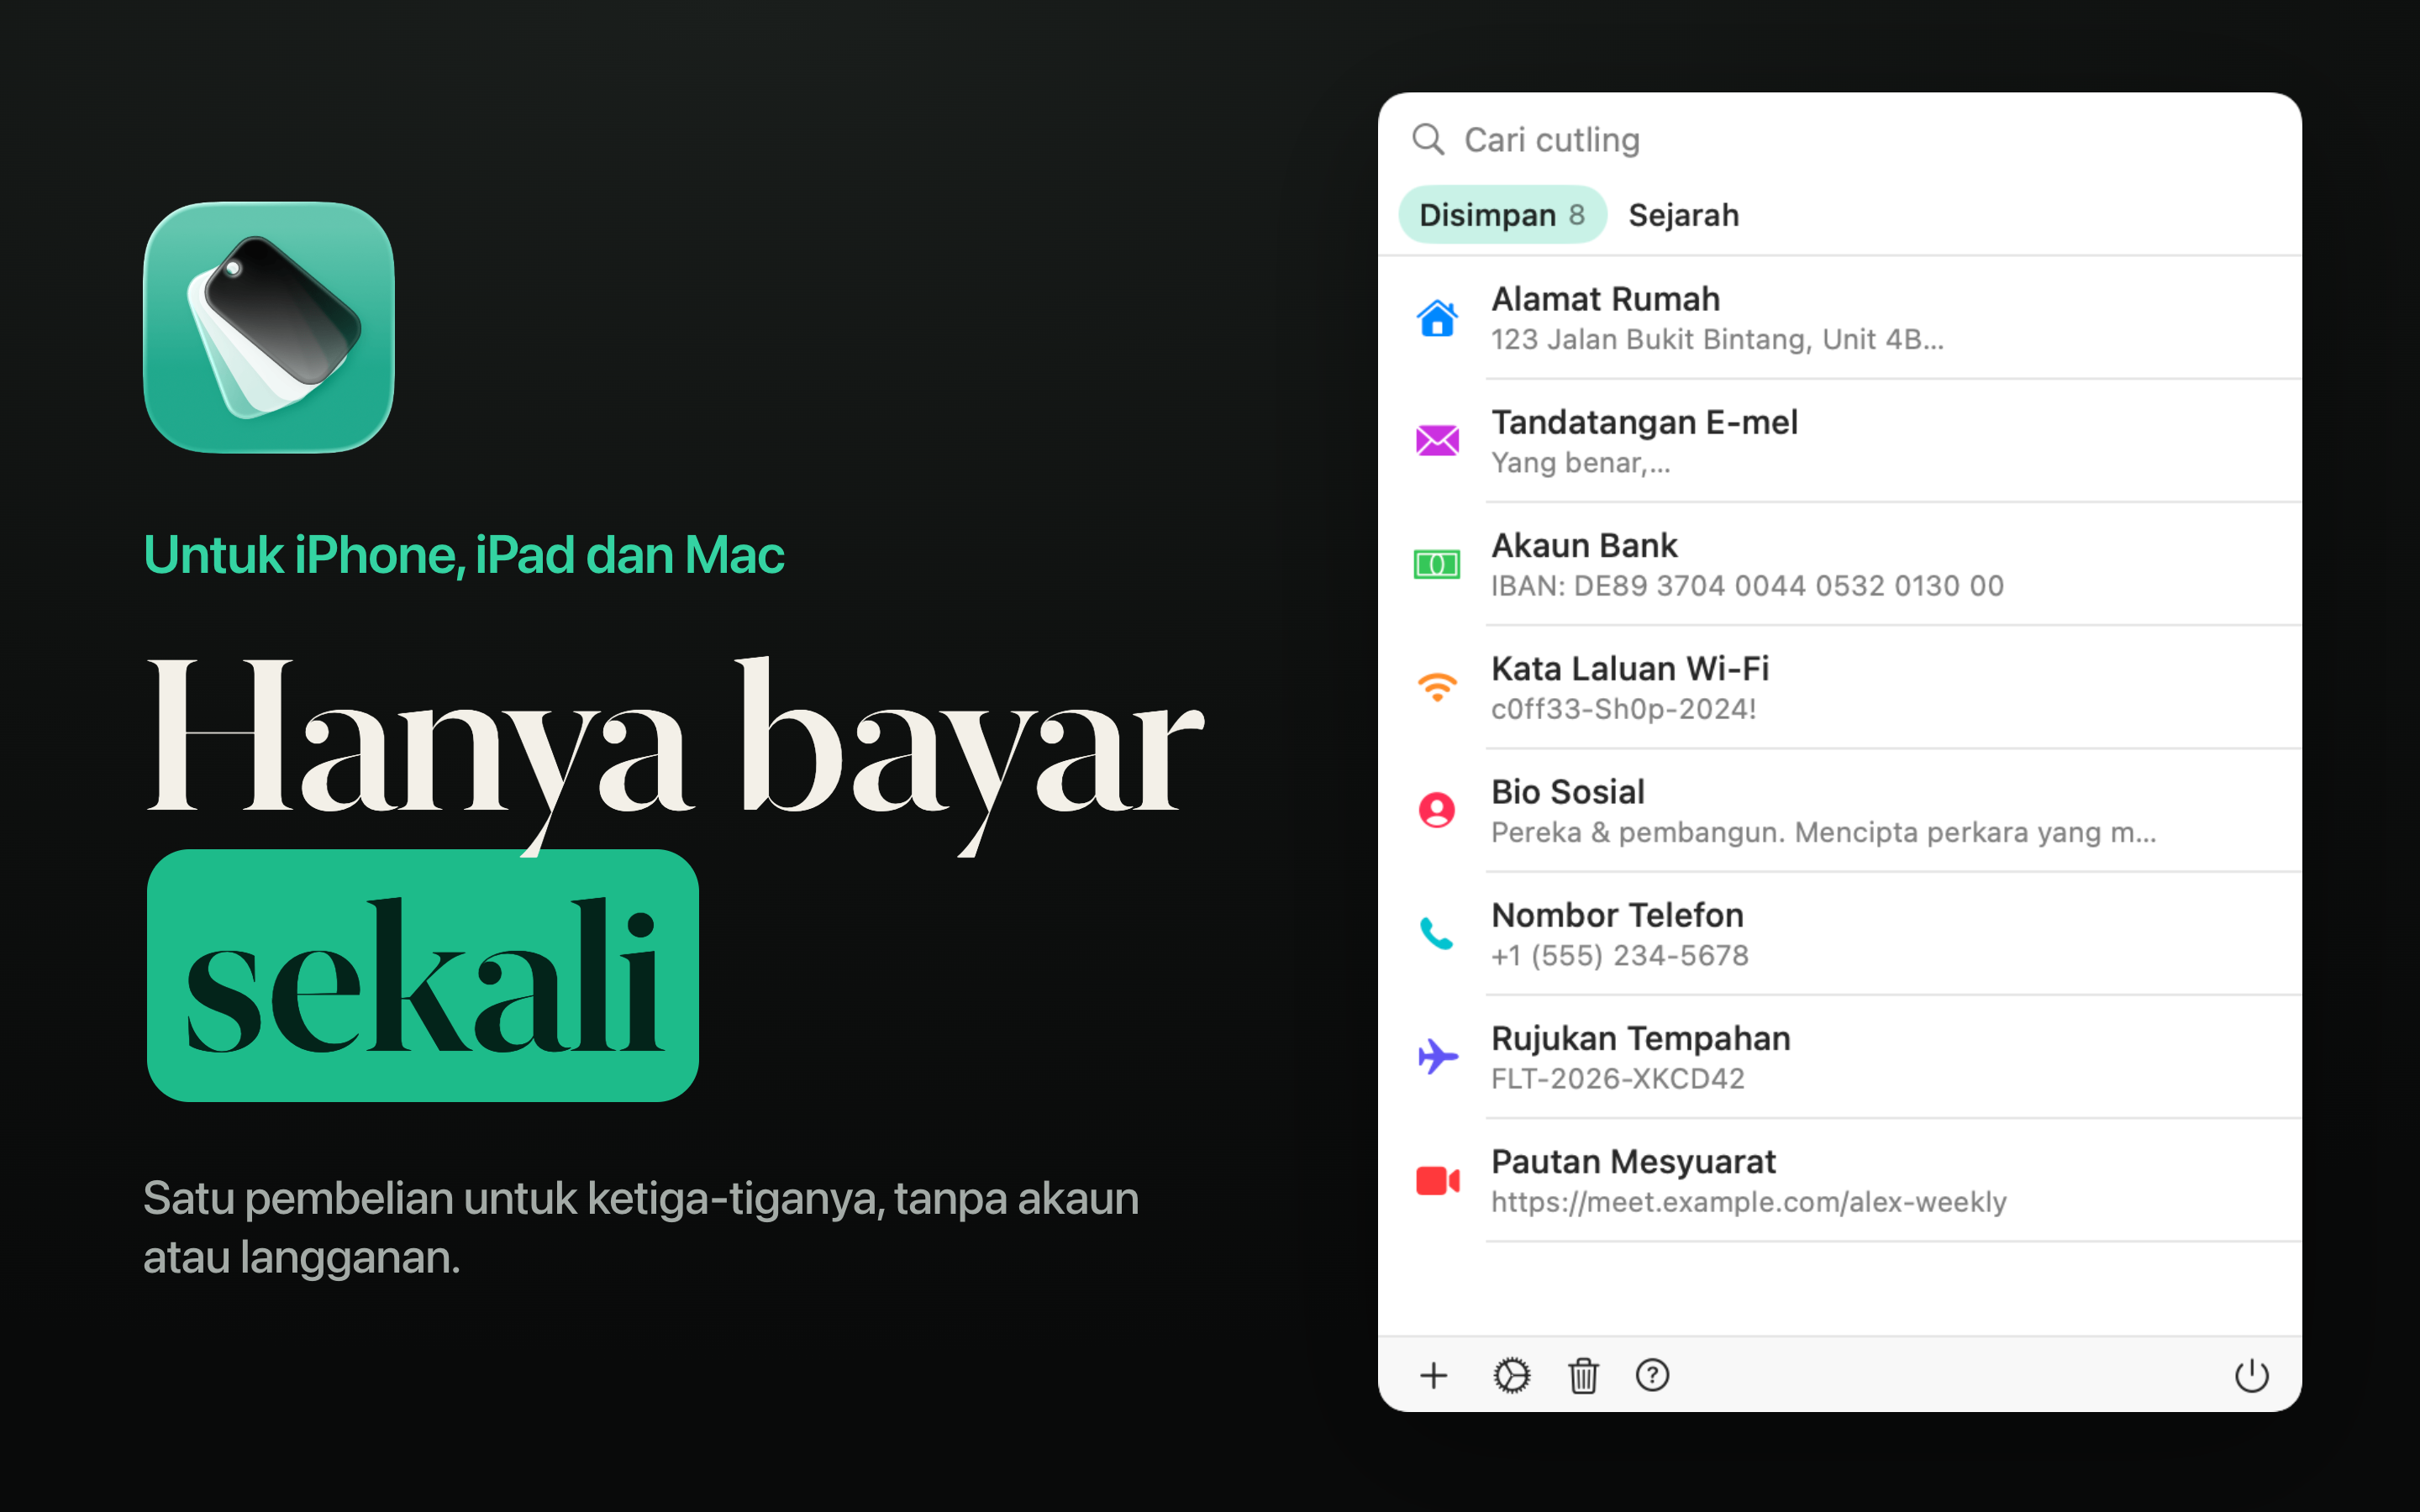 Untuk iPhone, iPad dan Mac
Hanya bayar
sekali
Satu pembelian untuk ketiga-tiganya, tanpa akaun
atau langganan.
Cari cutling
Disimpan 8 Sejarah
Alamat Rumah
123 Jalan Bukit Bintang, Unit 4B...
Tandatangan E-mel
Yang benar,...
Akaun Bank
IBAN: DE89 3704 0044 0532 0130 00
Kata Laluan Wi-Fi
c0ff33-Sh0p-2024!
Bio Sosial
Pereka & pembangun. Mencipta perkara yang m...
Nombor Telefon
+1 (555) 234-5678
Rujukan Tempahan
FLT-2026-XKCD42
Pautan Mesyuarat
https://meet.example.com/alex-weekly